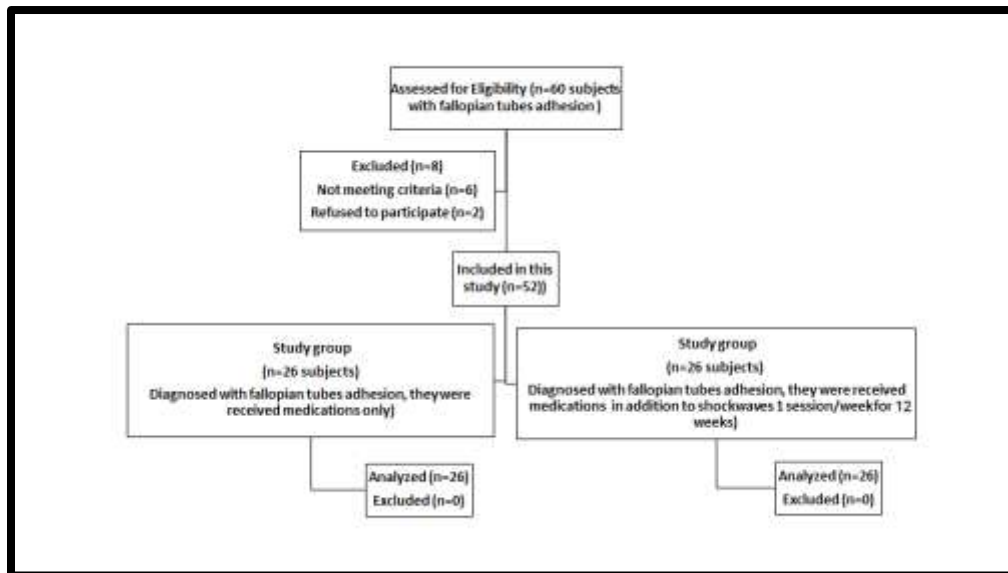 Assessed for Eligibility (n=60 subjects
with fallopian tubes adhesion )
Excluded (n=8)
Not meeting criteria (n=6)
Refused to participate (n=2)
Included in this
study (n=52))
Study group
(n=26 subjects)
Diagnosed with fallopian tubes adhesion, they were
received medications only)
Study group
(n=26 subjects)
Diagnosed with fallopian tubes adhesion, they were received
medications in addition to shockwaves 1 session/weekfor 12
weeks)
Analyzed (n=26)
Excluded (n=0)
Analyzed (n=26)
Excluded (n=0)